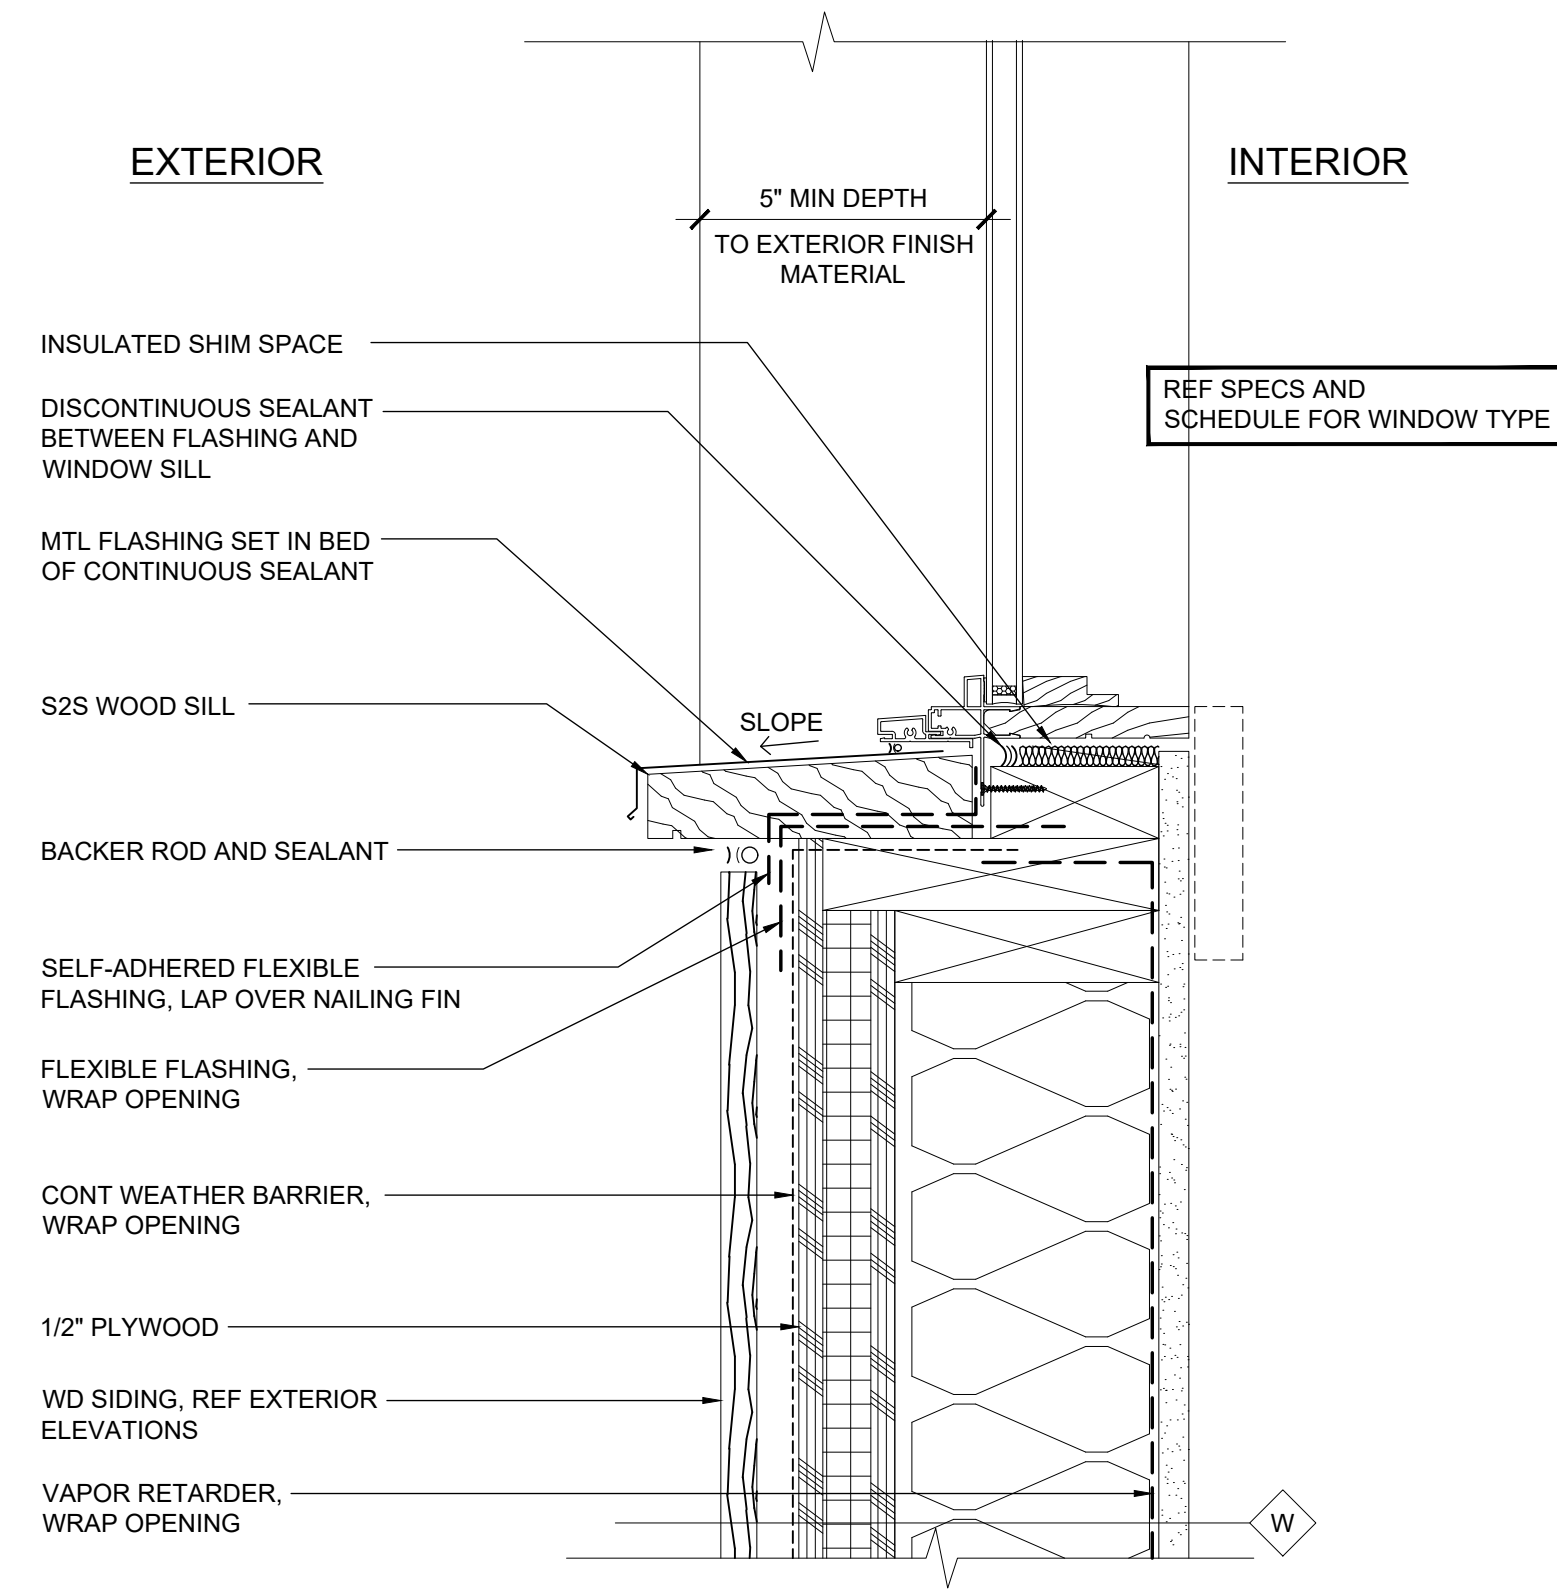 EXTERIOR
INTERIOR
5" MIN DEPTH
TO EXTERIOR FINISH
MATERIAL
INSULATED SHIM SPACE
REF SPECS AND
SCHEDULE FOR WINDOW TYPE
DISCONTINUOUS SEALANT
BETWEEN FLASHING AND
WINDOW SILL
MTL FLASHING SET IN BED
OF CONTINUOUS SEALANT
S2S WOOD SILL
SLOPE
BACKER ROD AND SEALANT
SELF-ADHERED FLEXIBLE
FLASHING, LAP OVER NAILING FIN
FLEXIBLE FLASHING,
WRAP OPENING
CONT WEATHER BARRIER,
WRAP OPENING
1/2" PLYWOOD
WD SIDING, REF EXTERIOR
ELEVATIONS
VAPOR RETARDER,
WRAP OPENING
W